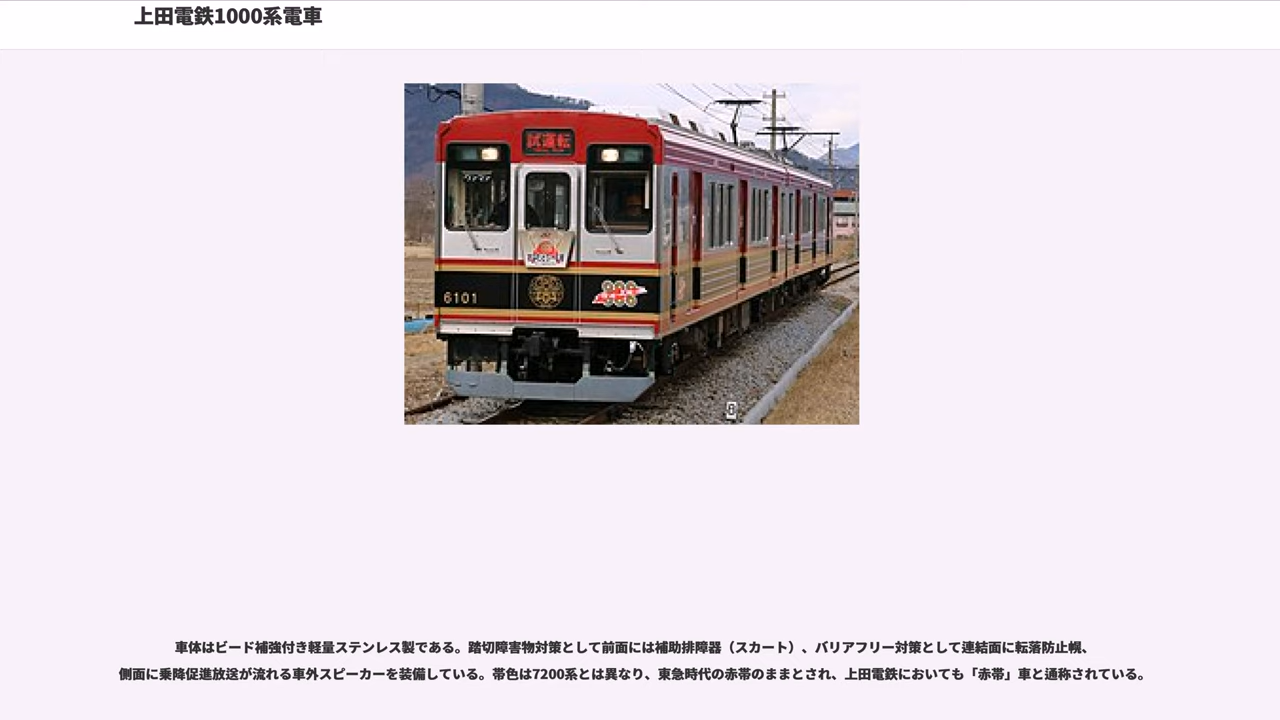 上田電鉄1000系電車
試運転
6101
車体はビード補強付き軽量ステンレス製である。踏切障害物対策として前面には補助排障器（スカート）、バリアフリー対策として連結面に転落防止幌、
側面に乗降促進放送が流れる車外スピーカーを装備している。帯色は7200系とは異なり、東急時代の赤帯のままとされ、上田電鉄においても「赤帯」車と通称されている。